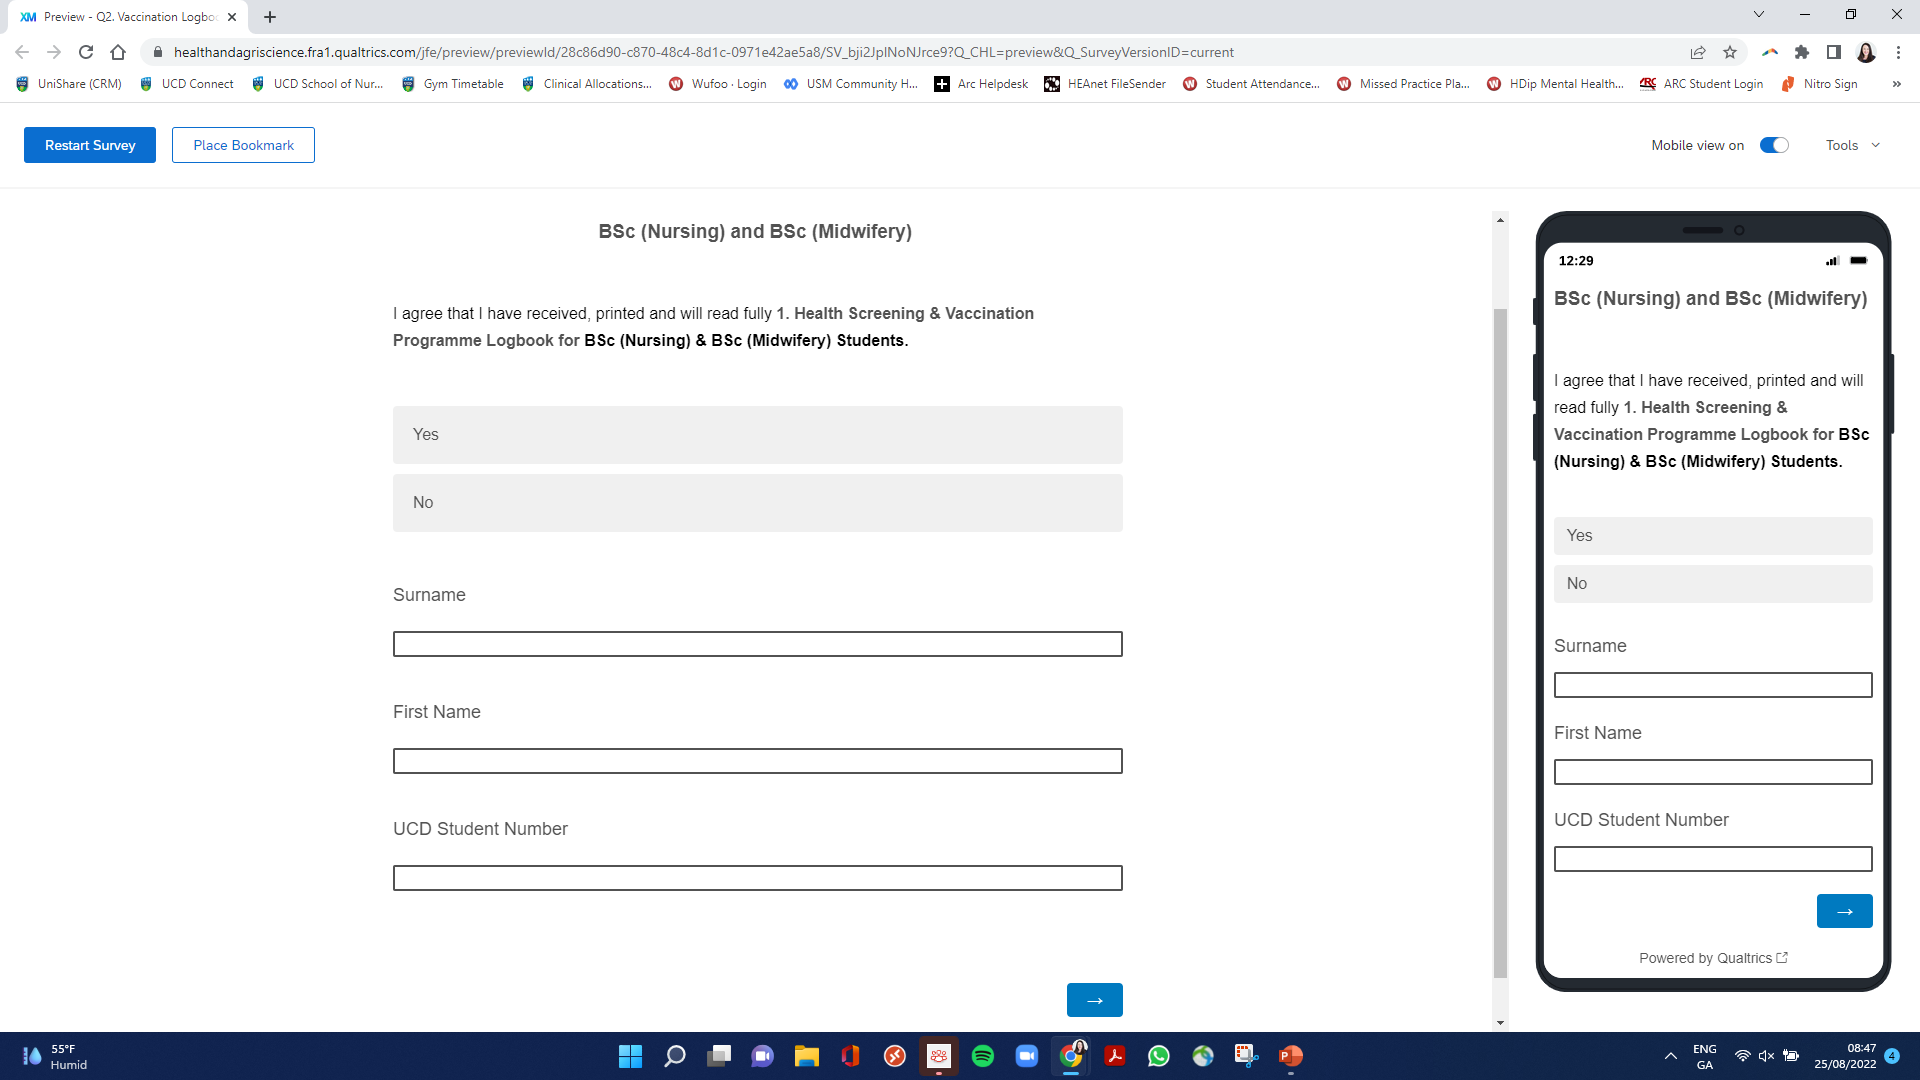 XM Preview - Q2. Vaccination Logbo
healthandagriscience.fra1.qualtrics.com/jfe/preview/previewId/28c86d90-c870-48c4-8d1c-0971e42ae5a8/SV_bji2JpINoNJrce9?Q_CHL=preview&Q_SurveyVersionID=current
UniShare (CRM) UCD Connect UCD School of Nur... Gym Timetable Clinical Allocations... Wufoo · Login USM Community H... Arc Helpdesk HEAnet FileSender Student Attendance... Missed Practice Pla... HDip Mental Health... ARC Student Login Nitro Sign »
Restart Survey Place Bookmark Mobile view on Tools
BSc (Nursing) and BSc (Midwifery)
I agree that I have received, printed and will read fully 1. Health Screening & Vaccination
Programme Logbook for BSc (Nursing) & BSc (Midwifery) Students.
Yes
No
Surname
First Name
UCD Student Number
→
12:29
BSc (Nursing) and BSc (Midwifery)
I agree that I have received, printed and will
read fully 1. Health Screening &
Vaccination Programme Logbook for BSc
(Nursing) & BSc (Midwifery) Students.
Yes
No
Surname
First Name
UCD Student Number
→
Powered by Qualtrics
55°F
Humid
ENG
GA
08:47
25/08/2022
4